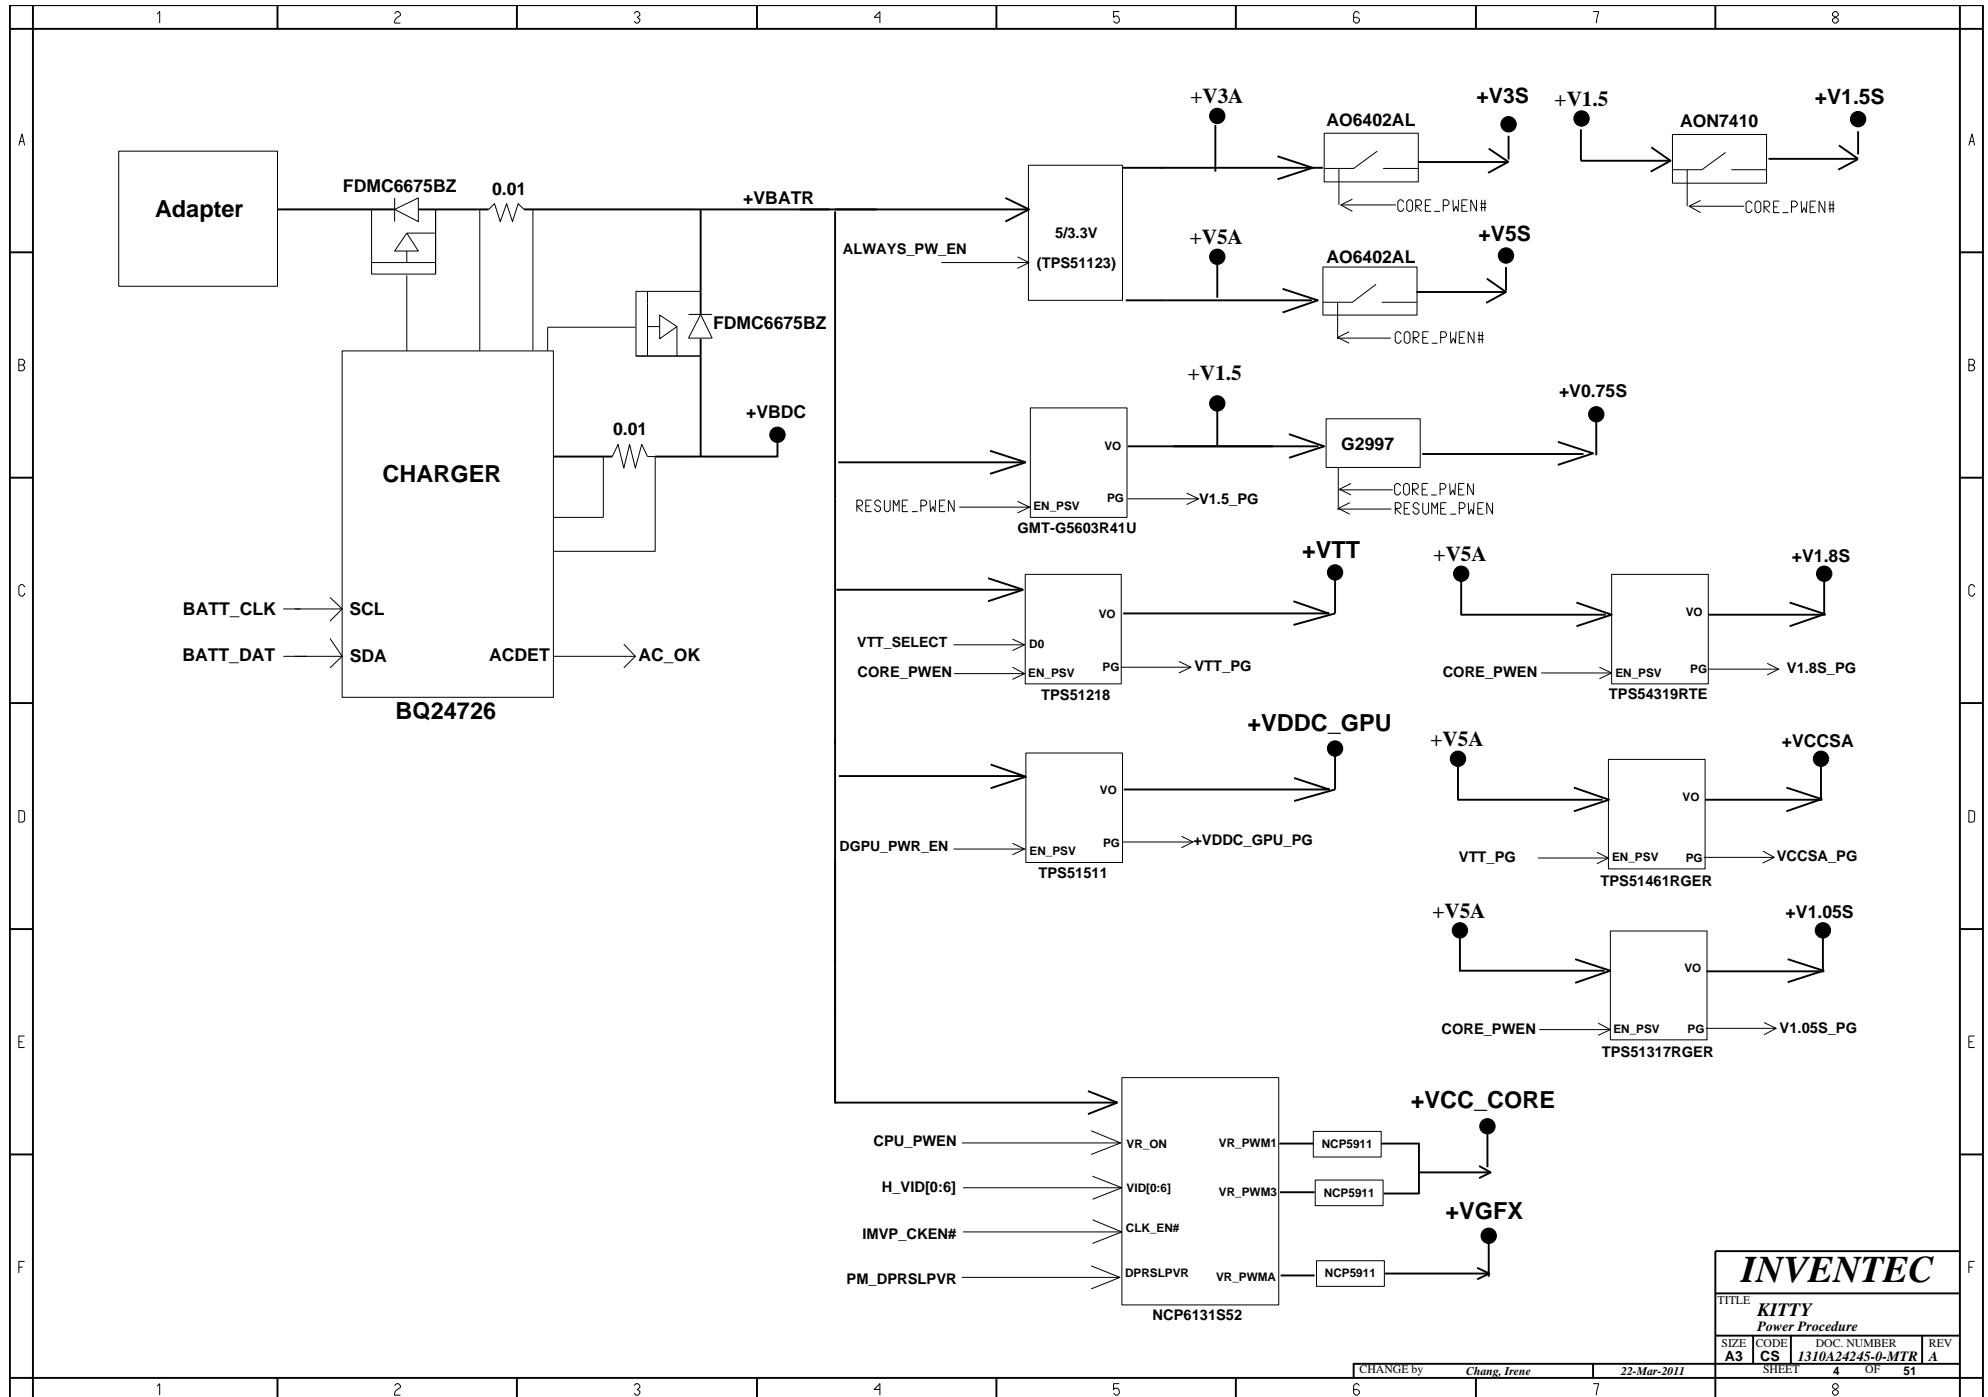 1 2 3 4 5 6 7 8
A
A
B
B
C
C
D
D
E
E
F
F
Adapter
FDMC6675BZ
0.01
+VBATR
FDMC6675BZ
+VBDC
0.01
CHARGER
BATT_CLK
SCL
BATT_DAT
SDA
ACDET
AC_OK
BQ24726
ALWAYS_PW_EN
5/3.3V
(TPS51123)
+V3A
AO6402AL
CORE_PWEN#
+V3S
+V1.5
AON7410
CORE_PWEN#
+V1.5S
+V5A
AO6402AL
CORE_PWEN#
+V5S
+V1.5
VO
RESUME_PWEN
EN_PSV
PG
V1.5_PG
GMT-G5603R41U
G2997
CORE_PWEN
RESUME_PWEN
+V0.75S
+VTT
VO
VTT_SELECT
D0
CORE_PWEN
EN_PSV
PG
VTT_PG
TPS51218
+V5A
VO
+V1.8S
CORE_PWEN
EN_PSV
PG
V1.8S_PG
TPS54319RTE
+VDDC_GPU
VO
DGPU_PWR_EN
EN_PSV
PG
+VDDC_GPU_PG
TPS51511
+V5A
VO
+VCCSA
VTT_PG
EN_PSV
PG
VCCSA_PG
TPS51461RGER
+V5A
VO
+V1.05S
CORE_PWEN
EN_PSV
PG
V1.05S_PG
TPS51317RGER
CPU_PWEN
VR_ON
H_VID[0:6]
VID[0:6]
IMVP_CKEN#
CLK_EN#
PM_DPRSLPVR
DPRSLPVR
VR_PWM1
NCP5911
VR_PWM3
NCP5911
VR_PWMA
NCP5911
+VCC_CORE
+VGFX
NCP6131S52
INVENTEC
TITLE
KITTY
Power Procedure
SIZE CODE DOC. NUMBER REV
A3 CS 1310A24245-0-MTR A
CHANGE by Chang, Irene 22-Mar-2011 SHEET 4 OF 51
1 2 3 4 5 6 7 8